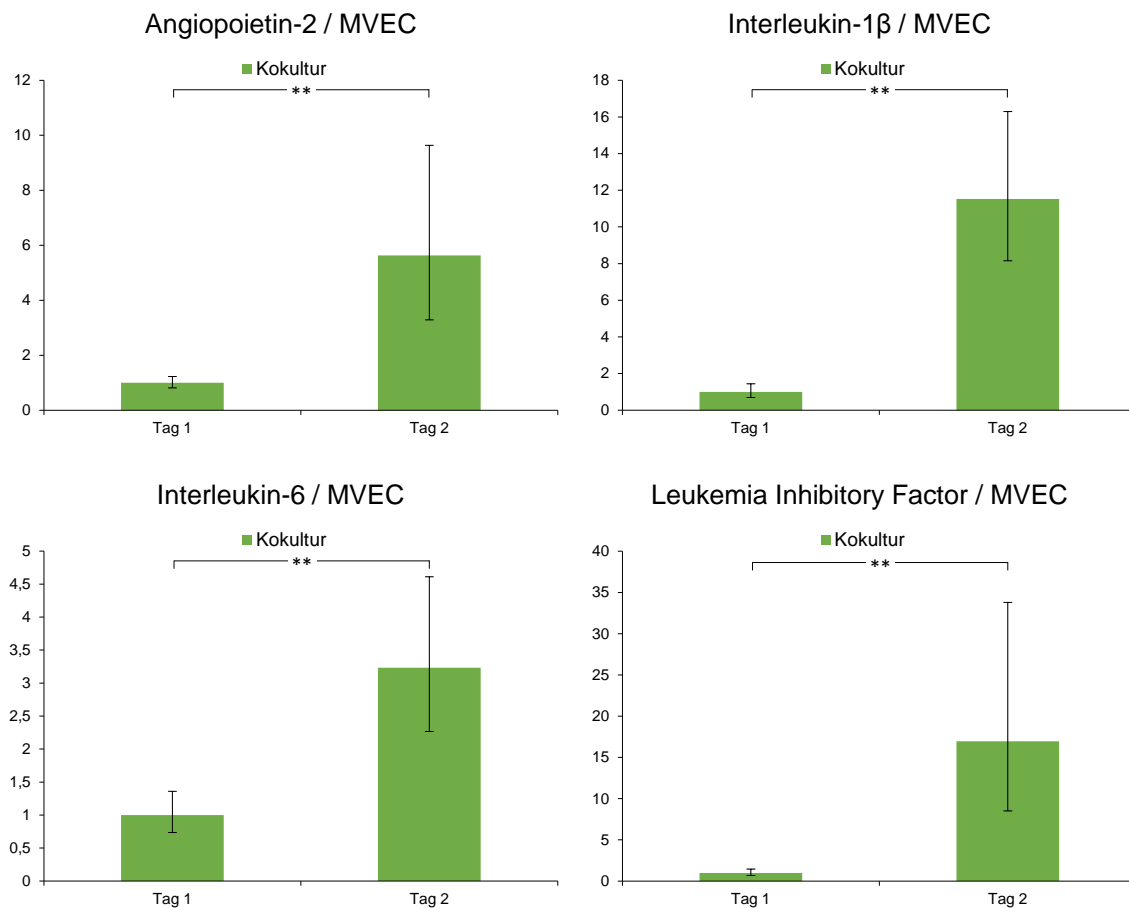 Angiopoietin-2 / MVEC
Kokultur
**
12
10
8
6
4
2
0
Tag 1
Tag 2
Interleukin-1β / MVEC
Kokultur
**
18
16
14
12
10
8
6
4
2
0
Tag 1
Tag 2
Interleukin-6 / MVEC
Kokultur
**
5
4,5
4
3,5
3
2,5
2
1,5
1
0,5
0
Tag 1
Tag 2
Leukemia Inhibitory Factor / MVEC
Kokultur
**
40
35
30
25
20
15
10
5
0
Tag 1
Tag 2